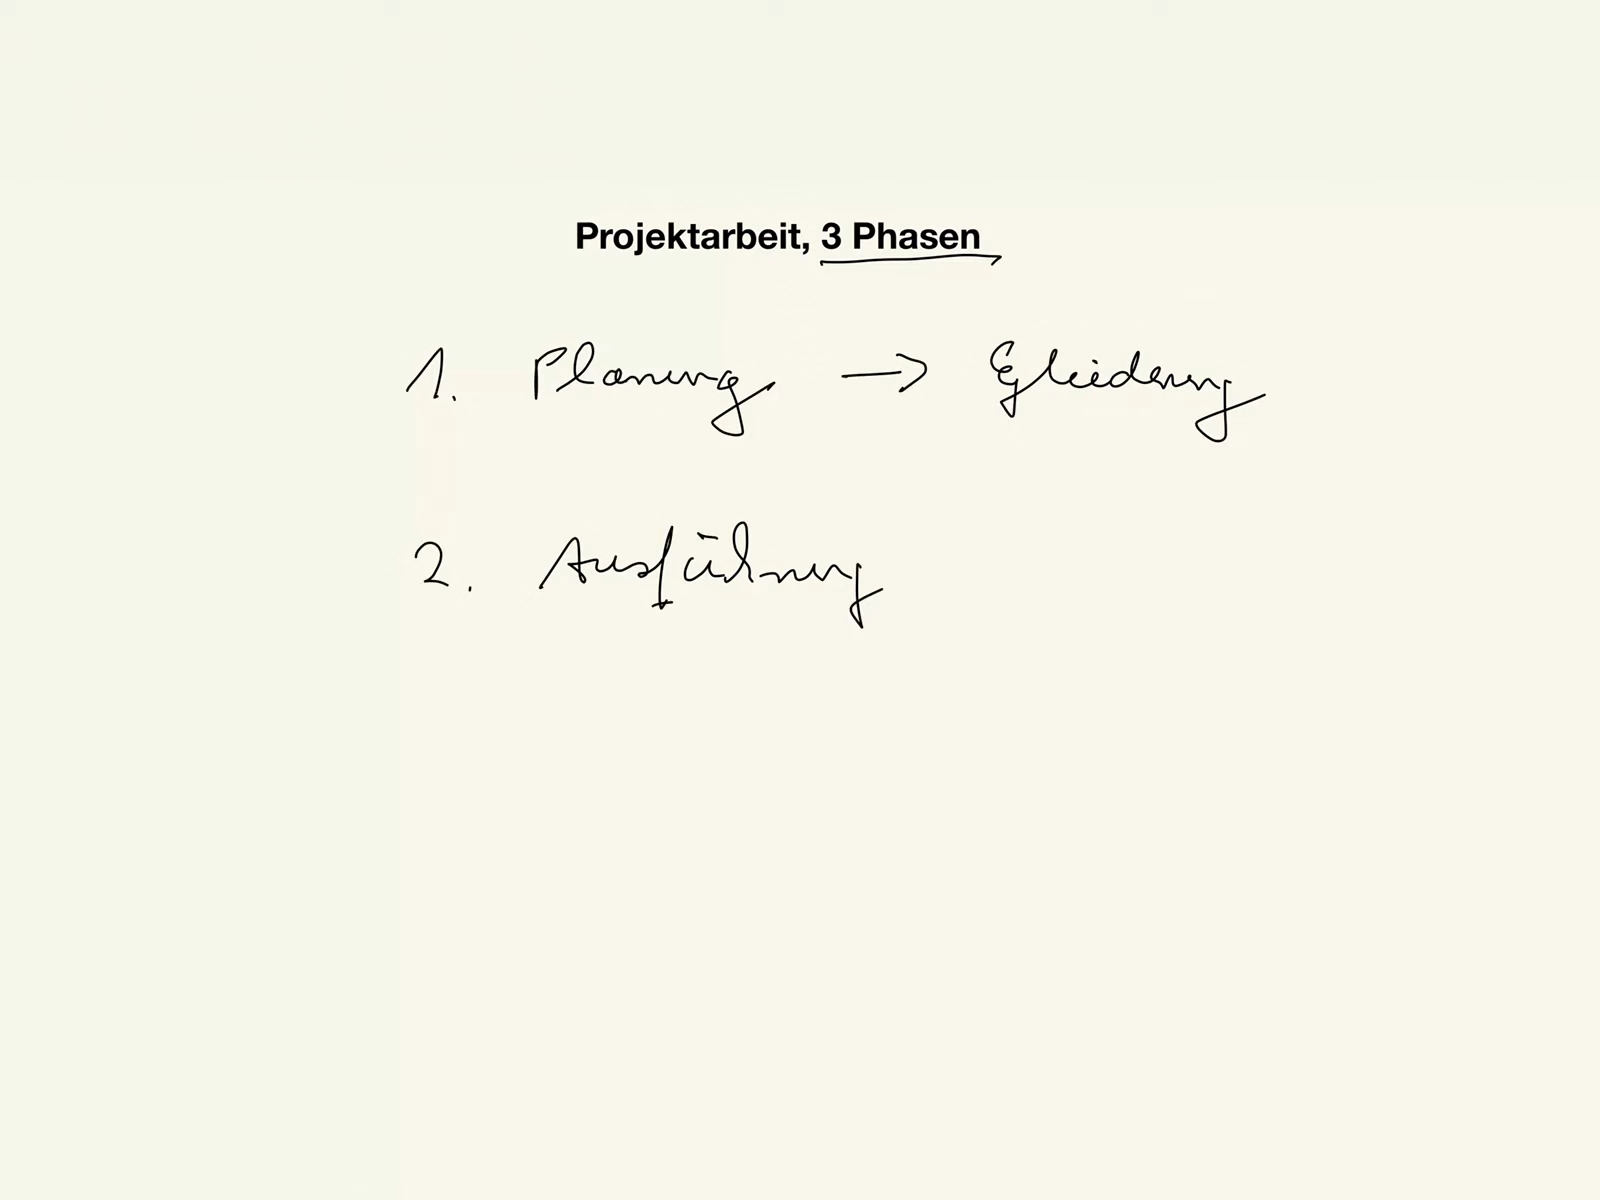 Projektarbeit, 3 Phasen
1. Planung → Gliederung
2. Ausführung